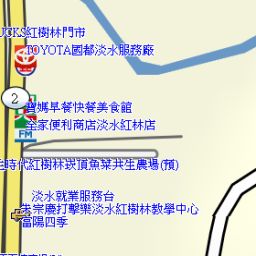 UCKS紅樹林門市
TOYOTA國都淡水服務廠
2
寶媽早餐快餐美食館
全家便利商店淡水紅林店
FM
時代紅樹林崁頂魚菜共生農場(預)
淡水就業服務台
朱宗慶打擊樂淡水紅樹林教學中心
富陽四季